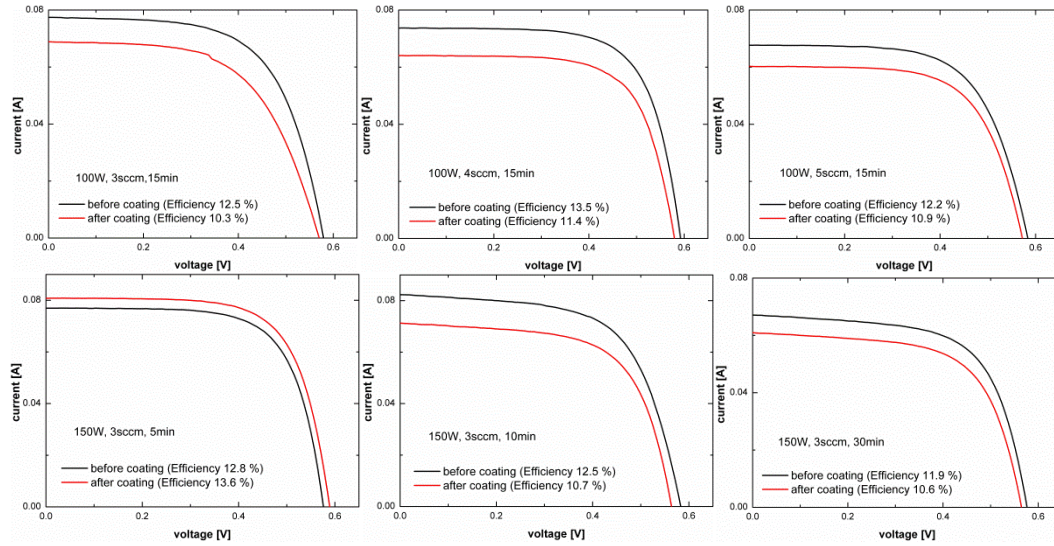 0.08
0.04
0.00
current [A]
0.0 0.2 0.4 0.6
voltage [V]
100W, 3sccm,15min
before coating (Efficiency 12.5 %)
after coating (Efficiency 10.3 %)
0.08
0.04
0.00
current [A]
0.0 0.2 0.4 0.6
voltage [V]
100W, 4sccm, 15min
before coating (Efficiency 13.5 %)
after coating (Efficiency 11.4 %)
0.08
0.04
0.00
current [A]
0.0 0.2 0.4 0.6
voltage [V]
100W, 5sccm, 15min
before coating (Efficiency 12.2 %)
after coating (Efficiency 10.9 %)
0.08
0.04
0.00
current [A]
0.0 0.2 0.4 0.6
voltage [V]
150W, 3sccm, 5min
before coating (Efficiency 12.8 %)
after coating (Efficiency 13.6 %)
0.08
0.04
0.00
current [A]
0.0 0.2 0.4 0.6
voltage [V]
150W, 3sccm, 10min
before coating (Efficiency 12.5 %)
after coating (Efficiency 10.7 %)
0.08
0.04
0.00
current [A]
0.0 0.2 0.4 0.6
voltage [V]
150W, 3sccm, 30min
before coating (Efficiency 11.9 %)
after coating (Efficiency 10.6 %)